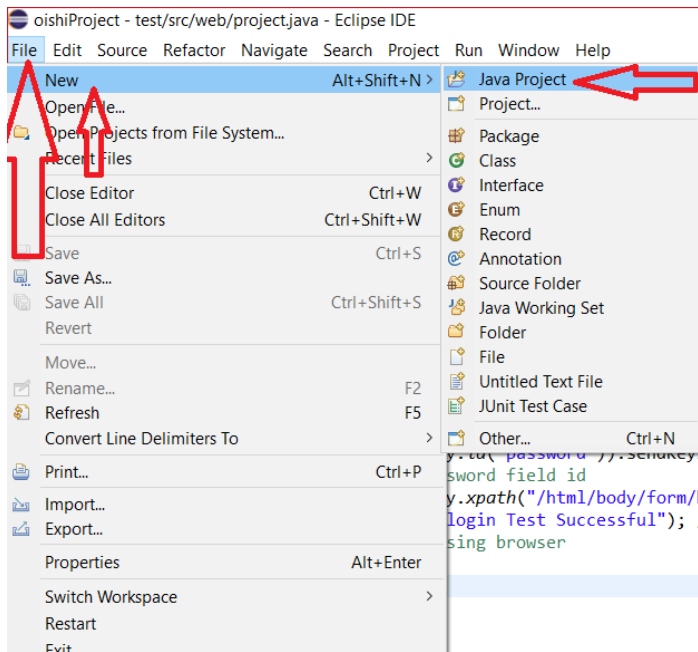 oishiProject - test/src/web/project.java - Eclipse IDE
File Edit Source Refactor Navigate Search Project Run Window Help
New Alt+Shift+N >
Open File...
Open Projects from File System...
Recent Files >
Close Editor Ctrl+W
Close All Editors Ctrl+Shift+W
Save Ctrl+S
Save As...
Save All Ctrl+Shift+S
Revert
Move...
Rename... F2
Refresh F5
Convert Line Delimiters To >
Print... Ctrl+P
Import...
Export...
Properties Alt+Enter
Switch Workspace >
Restart
Exit
Java Project
Project...
Package
Class
Interface
Enum
Record
Annotation
Source Folder
Java Working Set
Folder
File
Untitled Text File
JUnit Test Case
Other... Ctrl+N
y.id("password")).sendKey
sword field id
y.xpath("/html/body/form/
login Test Successful");
sing browser